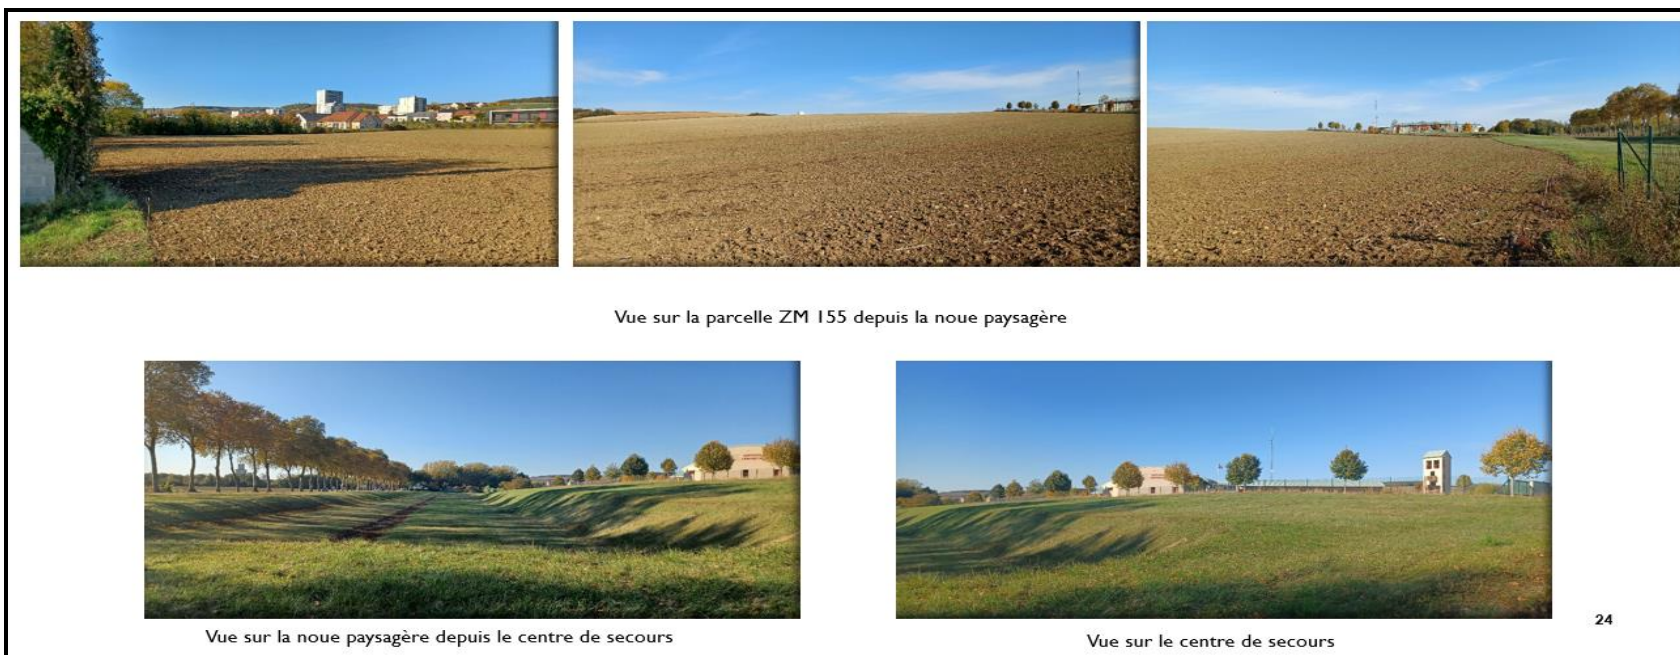 Vue sur la parcelle ZM 155 depuis la noue paysagère
Vue sur la noue paysagère depuis le centre de secours
Vue sur le centre de secours
24